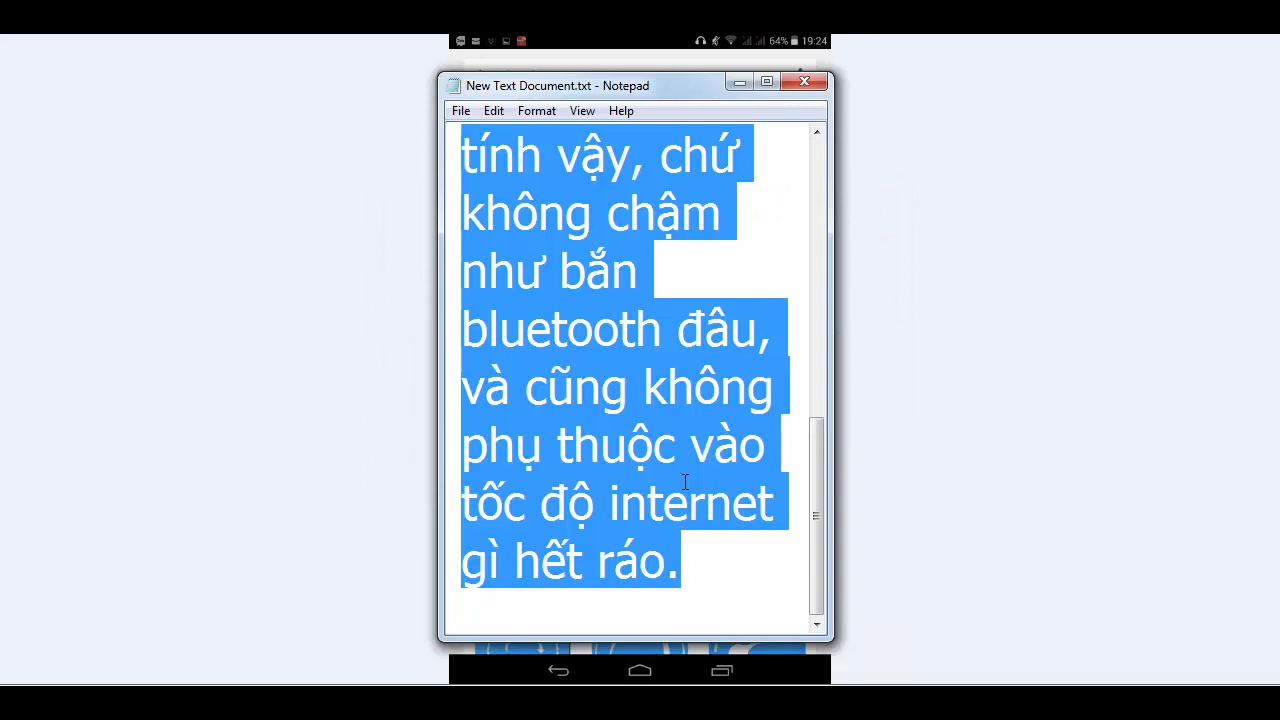 64% 19:24
New Text Document.txt - Notepad
File Edit Format View Help
tính vậy, chứ
không chậm
như bắn
bluetooth đâu,
và cũng không
phụ thuộc vào
tốc độ internet
gì hết ráo.